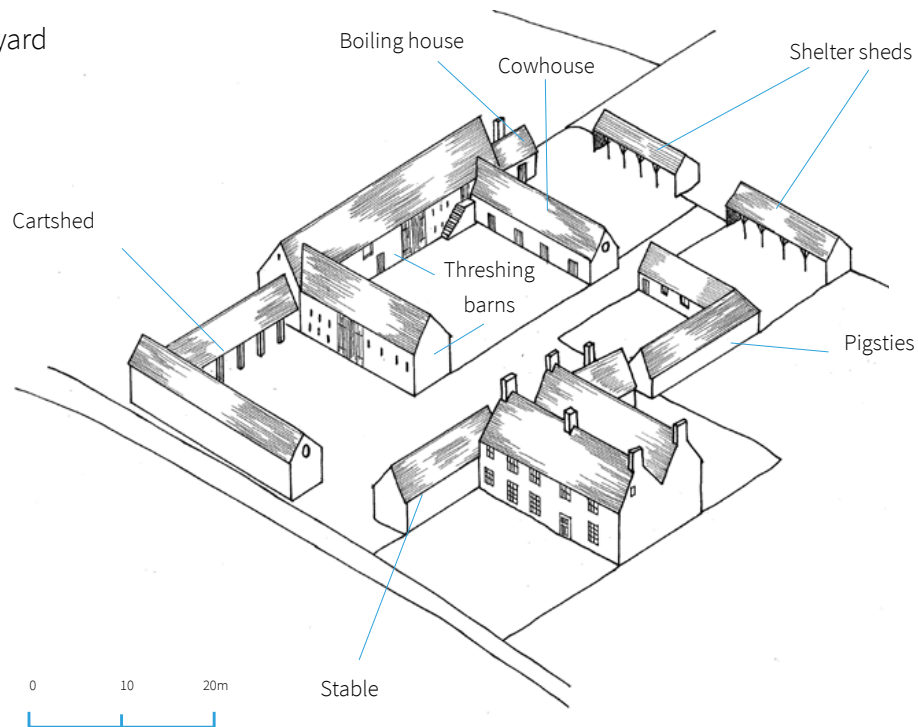 yard
Boiling house
Shelter sheds
Cowhouse
Cartshed
Threshing
barns
Pigsties
Stable
0 10 20m